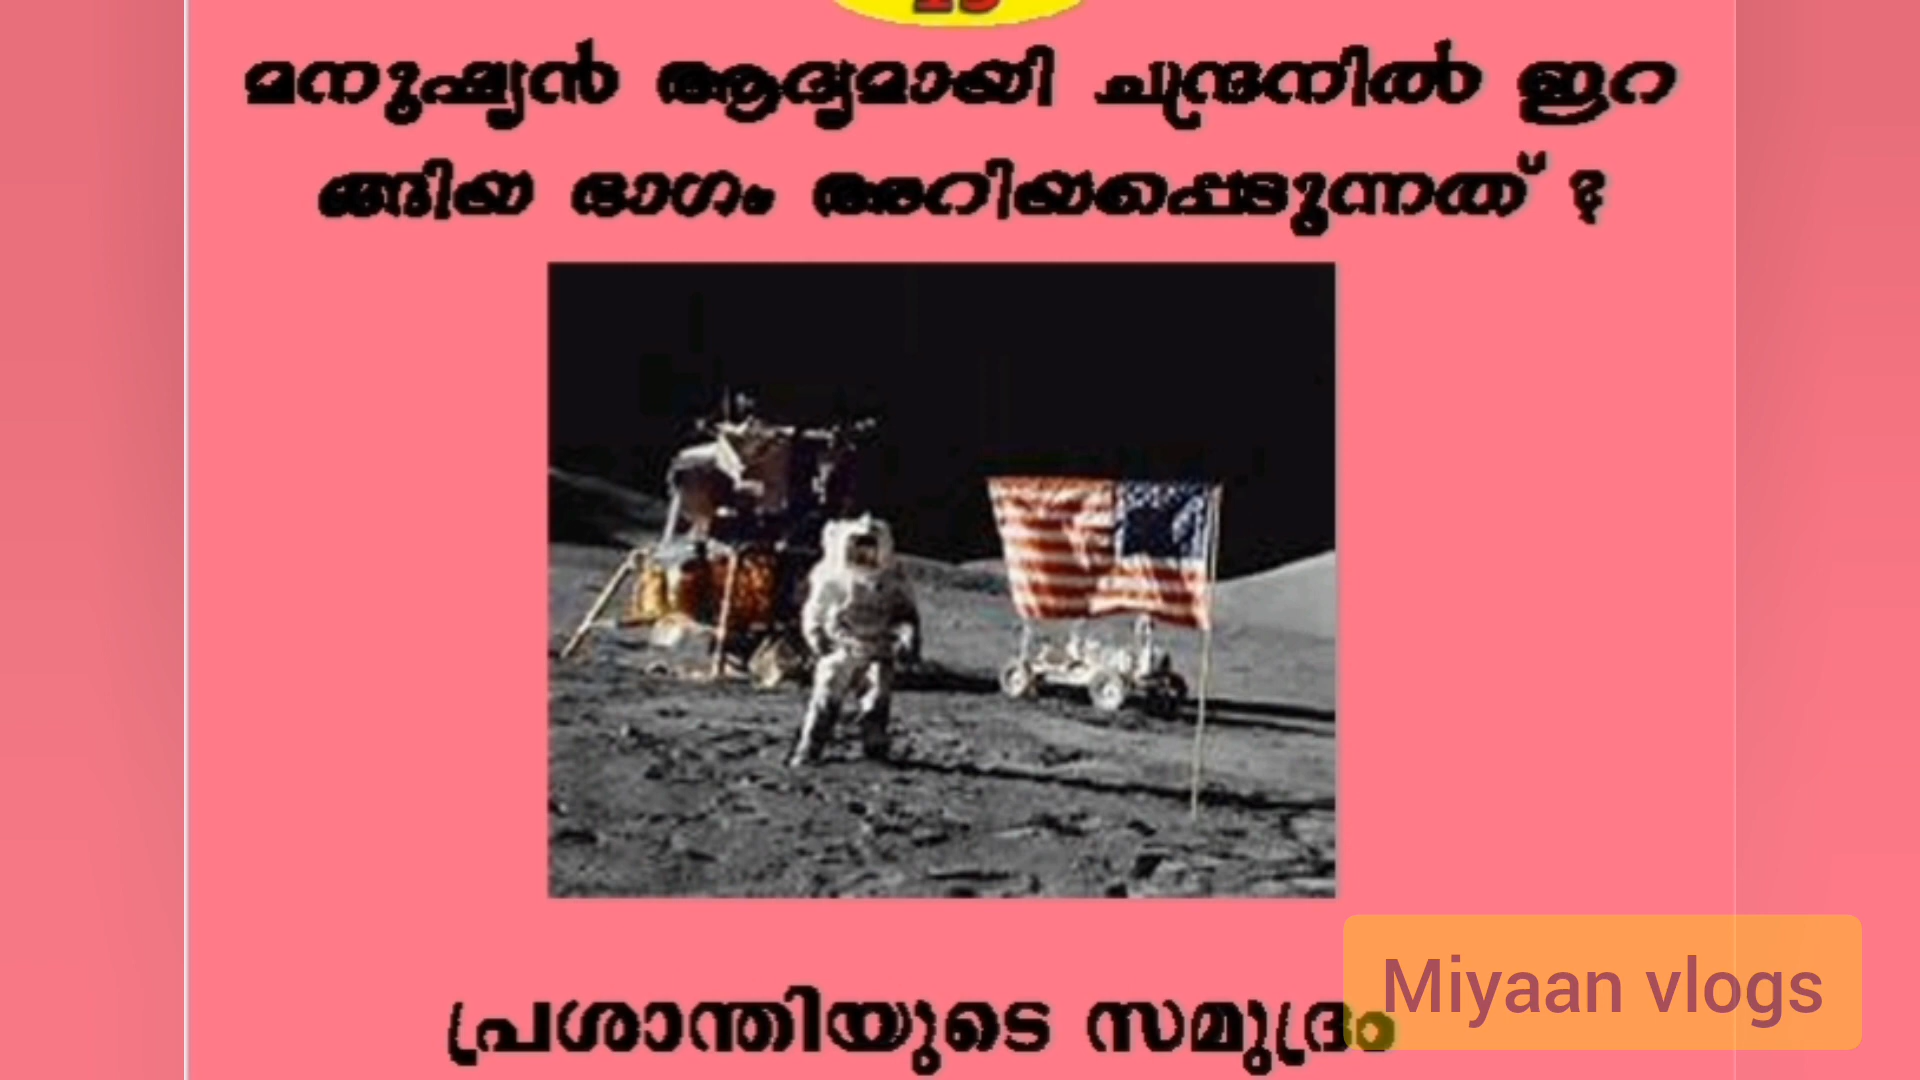 മനുഷ്യൻ ആദ്യമായി ചന്ദ്രനിൽ ഇറ
ങ്ങിയ ഭാഗം അറിയപ്പെടുന്നത് ?
പ്രശാന്തിയുടെ സമുദ്രം
Miyaan vlogs